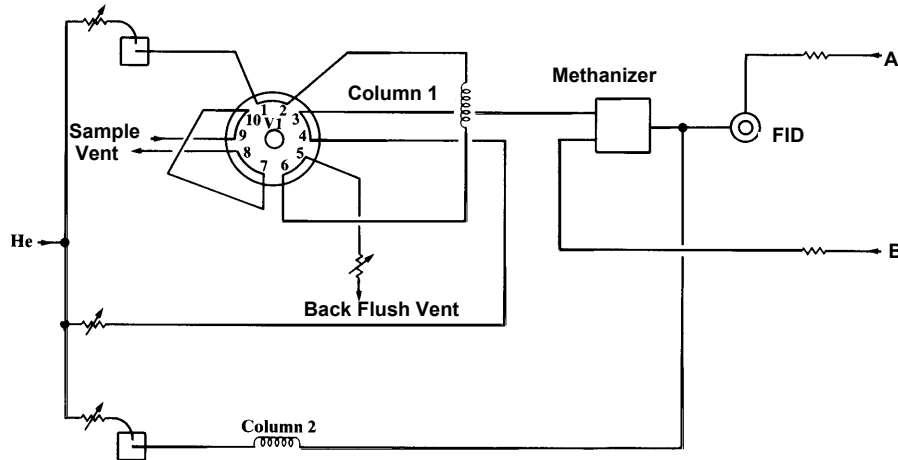 A
Methanizer
Column 1
1
2
10
3
V1
Sample
9
4
FID
Vent
8
5
7
6
He
B
Back Flush Vent
Column 2